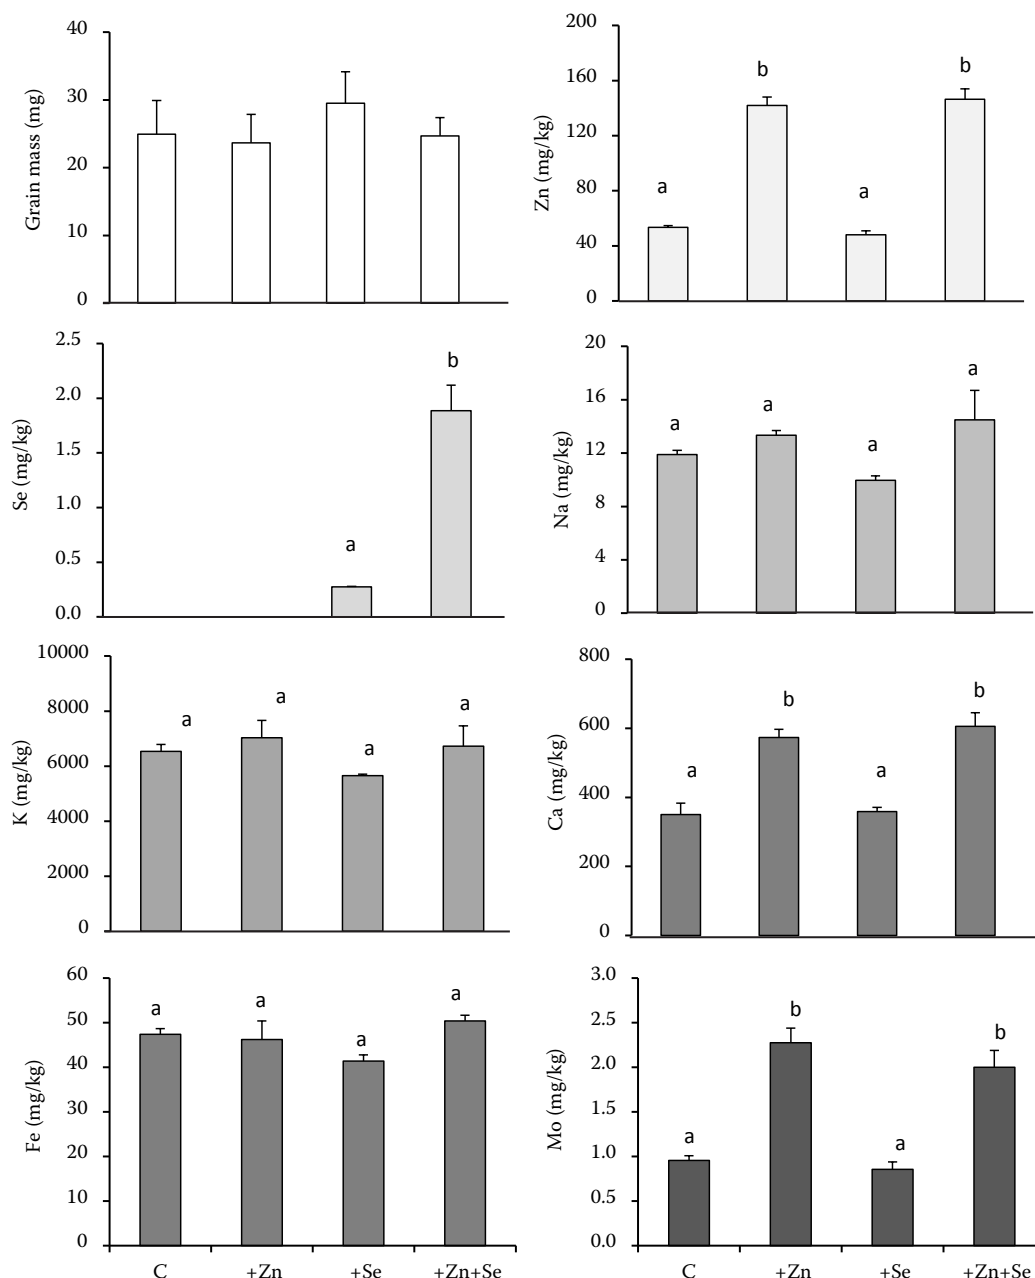 Grain mass (mg)
40
30
20
10
0
Zn (mg/kg)
200
160
120
80
40
0
a
b
a
b
Se (mg/kg)
2.5
2.0
1.5
1.0
0.5
0.0
a
b
Na (mg/kg)
20
16
12
8
4
0
a
a
a
a
K (mg/kg)
10000
8000
6000
4000
2000
0
a
a
a
a
Ca (mg/kg)
800
600
400
200
0
a
b
a
b
Fe (mg/kg)
60
50
40
30
20
10
0
a
a
a
a
C +Zn +Se +Zn+Se
Mo (mg/kg)
3.0
2.5
2.0
1.5
1.0
0.5
0.0
a
b
a
b
C +Zn +Se +Zn+Se